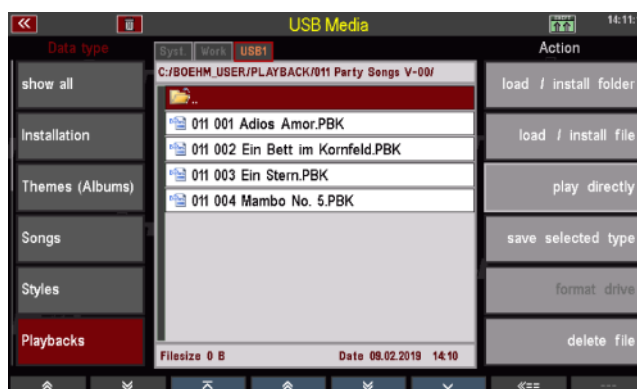 USB Media
14:11:
Data type
Syst. Work USB1
Action
C:/BOEHM_USER/PLAYBACK/011 Party Songs V-00/
show all
..
load / install folder
011 001 Adios Amor.PBK
Installation
011 002 Ein Bett im Kornfeld.PBK
load / install file
011 003 Ein Stern.PBK
Themes (Albums)
011 004 Mambo No. 5.PBK
play directly
Songs
save selected type
Styles
format drive
Playbacks
delete file
Filesize 0 B
Date 09.02.2019 14:10